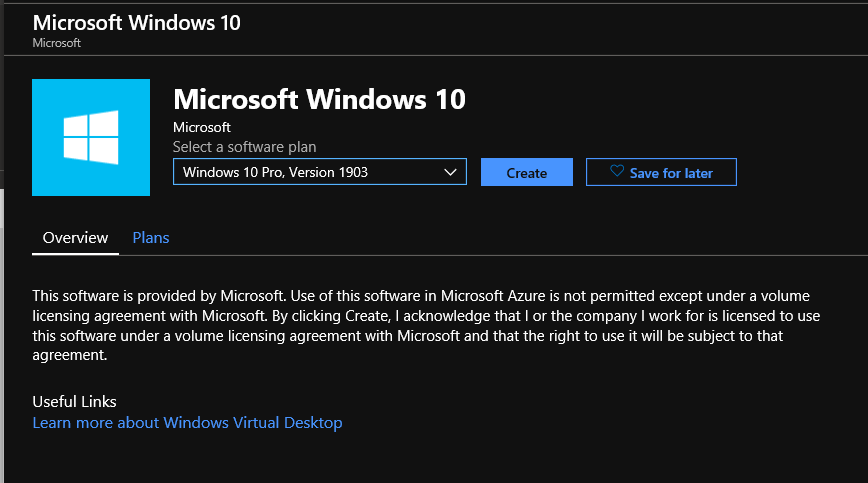 Microsoft Windows 10
Microsoft
Microsoft Windows 10
Microsoft
Select a software plan
Windows 10 Pro, Version 1903
Create
Save for later
Overview
Plans
This software is provided by Microsoft. Use of this software in Microsoft Azure is not permitted except under a volume
licensing agreement with Microsoft. By clicking Create, I acknowledge that I or the company I work for is licensed to use
this software under a volume licensing agreement with Microsoft and that the right to use it will be subject to that
agreement.
Useful Links
Learn more about Windows Virtual Desktop